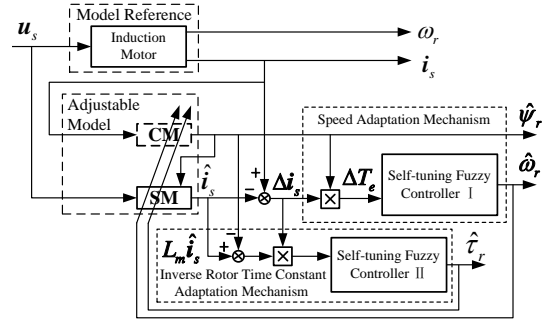 Model Reference
u_s
Induction
Motor
ω_r
i_s
Adjustable
Model
CM
SM
î_s
+
−
Δi_s
Speed Adaptation Mechanism
ΔT_e
×
Self-tuning Fuzzy
Controller Ⅰ
ψ̂_r
ω̂_r
L_m î_s
+
−
×
Self-tuning Fuzzy
Controller Ⅱ
τ̂_r
Inverse Rotor Time Constant
Adaptation Mechanism